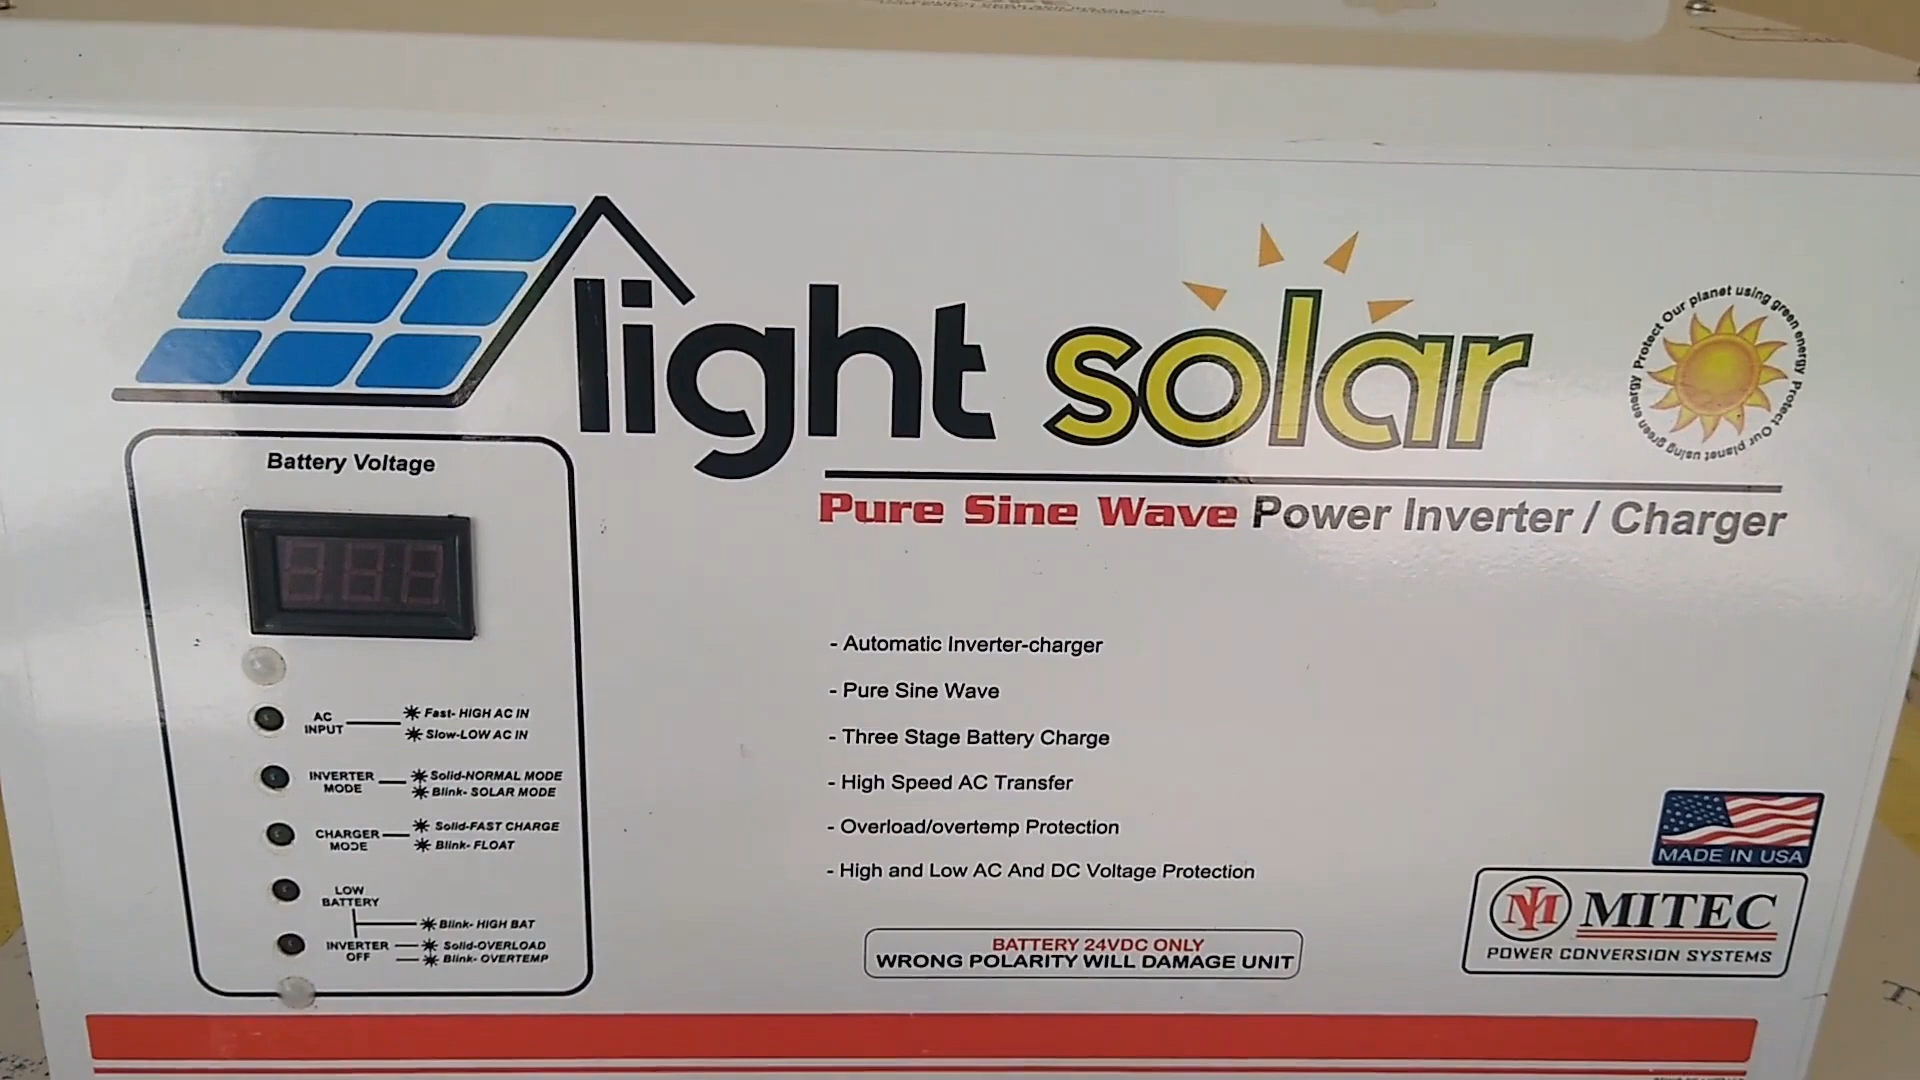 light solar
Protect Our planet using green energy Protect Our planet using green energy
Pure Sine Wave Power Inverter / Charger
Battery Voltage
AC INPUT
Fast- HIGH AC IN
Slow-LOW AC IN
INVERTER MODE
Solid-NORMAL MODE
Blink- SOLAR MODE
CHARGER MODE
Solid-FAST CHARGE
Blink- FLOAT
LOW BATTERY
Blink- HIGH BAT
INVERTER OFF
Solid-OVERLOAD
Blink- OVERTEMP
- Automatic Inverter-charger
- Pure Sine Wave
- Three Stage Battery Charge
- High Speed AC Transfer
- Overload/overtemp Protection
- High and Low AC And DC Voltage Protection
BATTERY 24VDC ONLY
WRONG POLARITY WILL DAMAGE UNIT
MADE IN USA
MITEC
POWER CONVERSION SYSTEMS